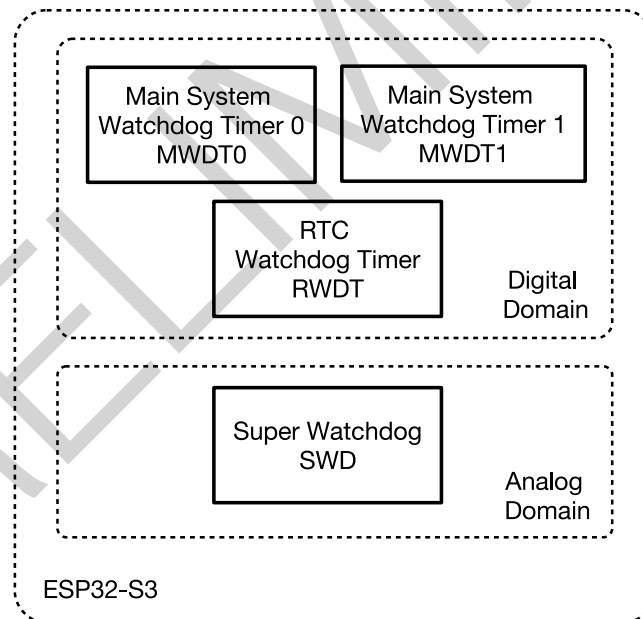 Main System
Watchdog Timer 0
MWDT0
Main System
Watchdog Timer 1
MWDT1
RTC
Watchdog Timer
RWDT
Digital
Domain
Super Watchdog
SWD
Analog
Domain
ESP32-S3